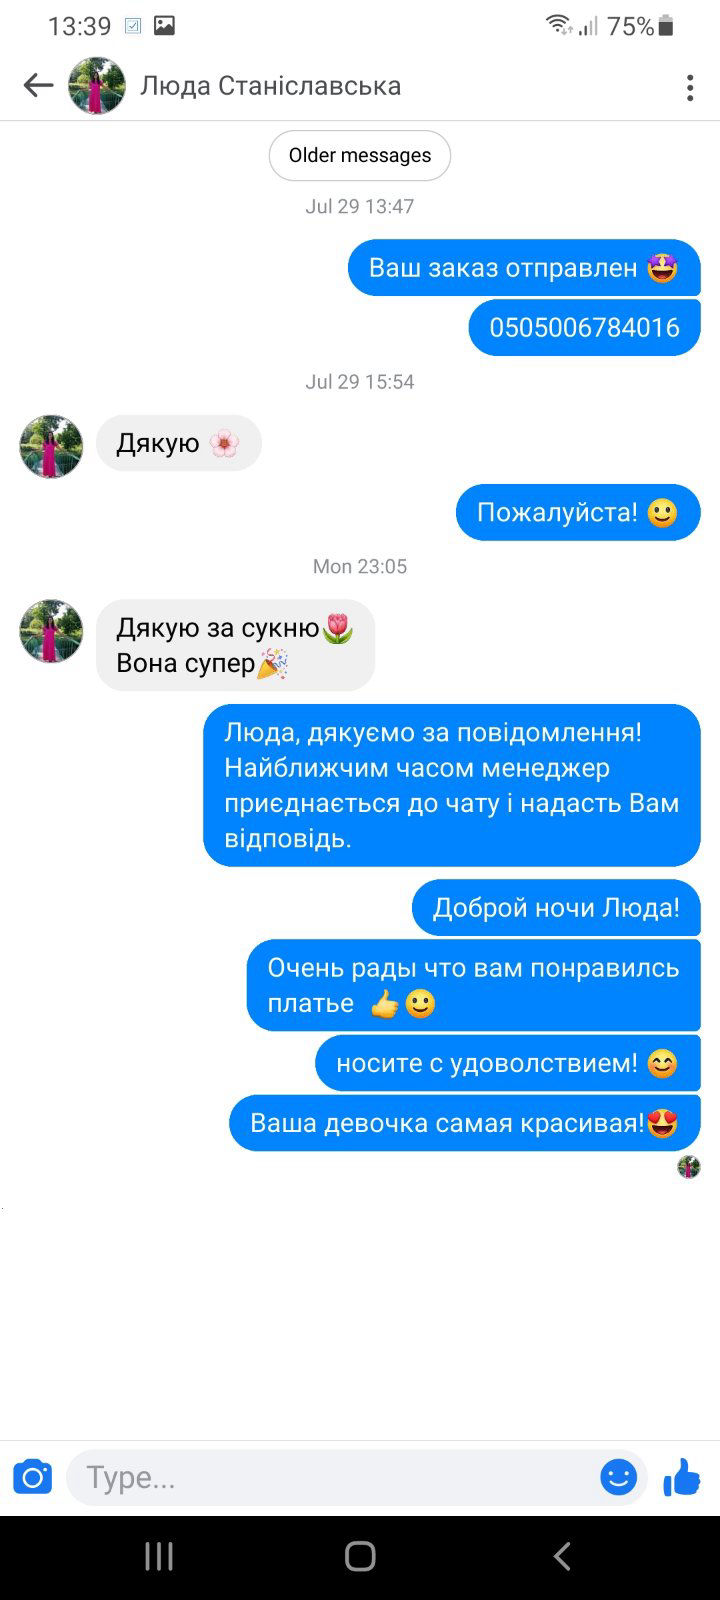 13:39
75%
Люда Станіславська
Older messages
Jul 29 13:47
Ваш заказ отправлен 🤩
0505006784016
Jul 29 15:54
Дякую 🌸
Пожалуйста! 🙂
Mon 23:05
Дякую за сукню🌷
Вона супер🎉
Люда, дякуємо за повідомлення!
Найближчим часом менеджер
приєднається до чату і надасть Вам
відповідь.
Доброй ночи Люда!
Очень рады что вам понравилсь
платье 👍🙂
носите с удоволствием! 😊
Ваша девочка самая красивая!😍
Type...